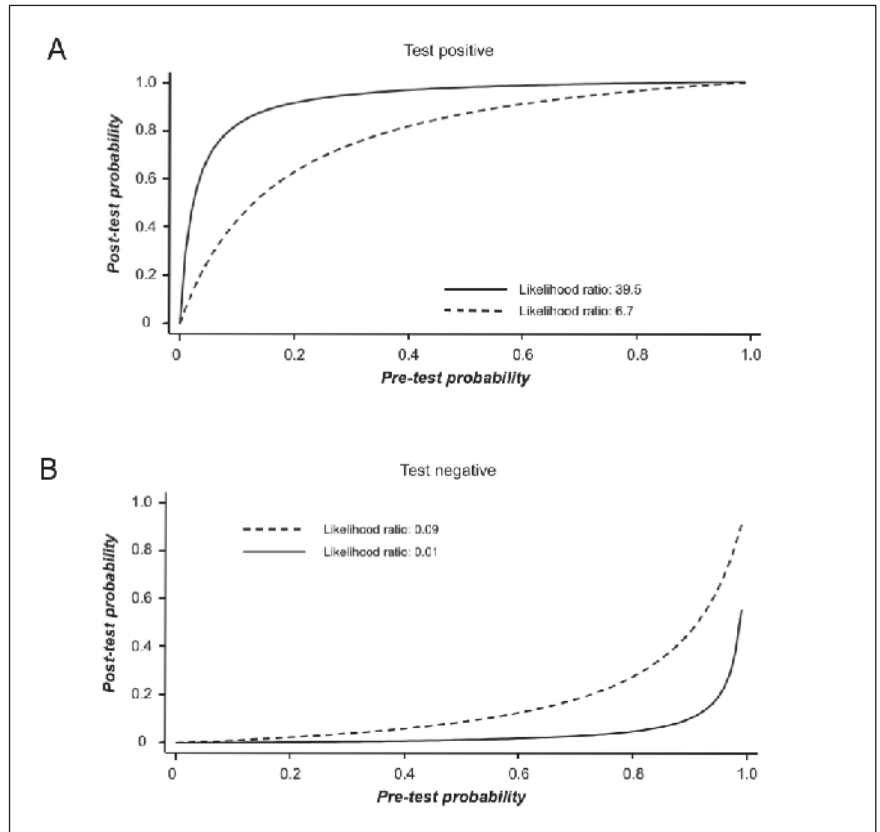 A
Test positive
1.0
0.8
0.6
0.4
0.2
0
Post-test probability
Likelihood ratio: 39.5
Likelihood ratio: 6.7
0 0.2 0.4 0.6 0.8 1.0
Pre-test probability
B
Test negative
1.0
0.8
0.6
0.4
0.2
0
Post-test probability
Likelihood ratio: 0.09
Likelihood ratio: 0.01
0 0.2 0.4 0.6 0.8 1.0
Pre-test probability